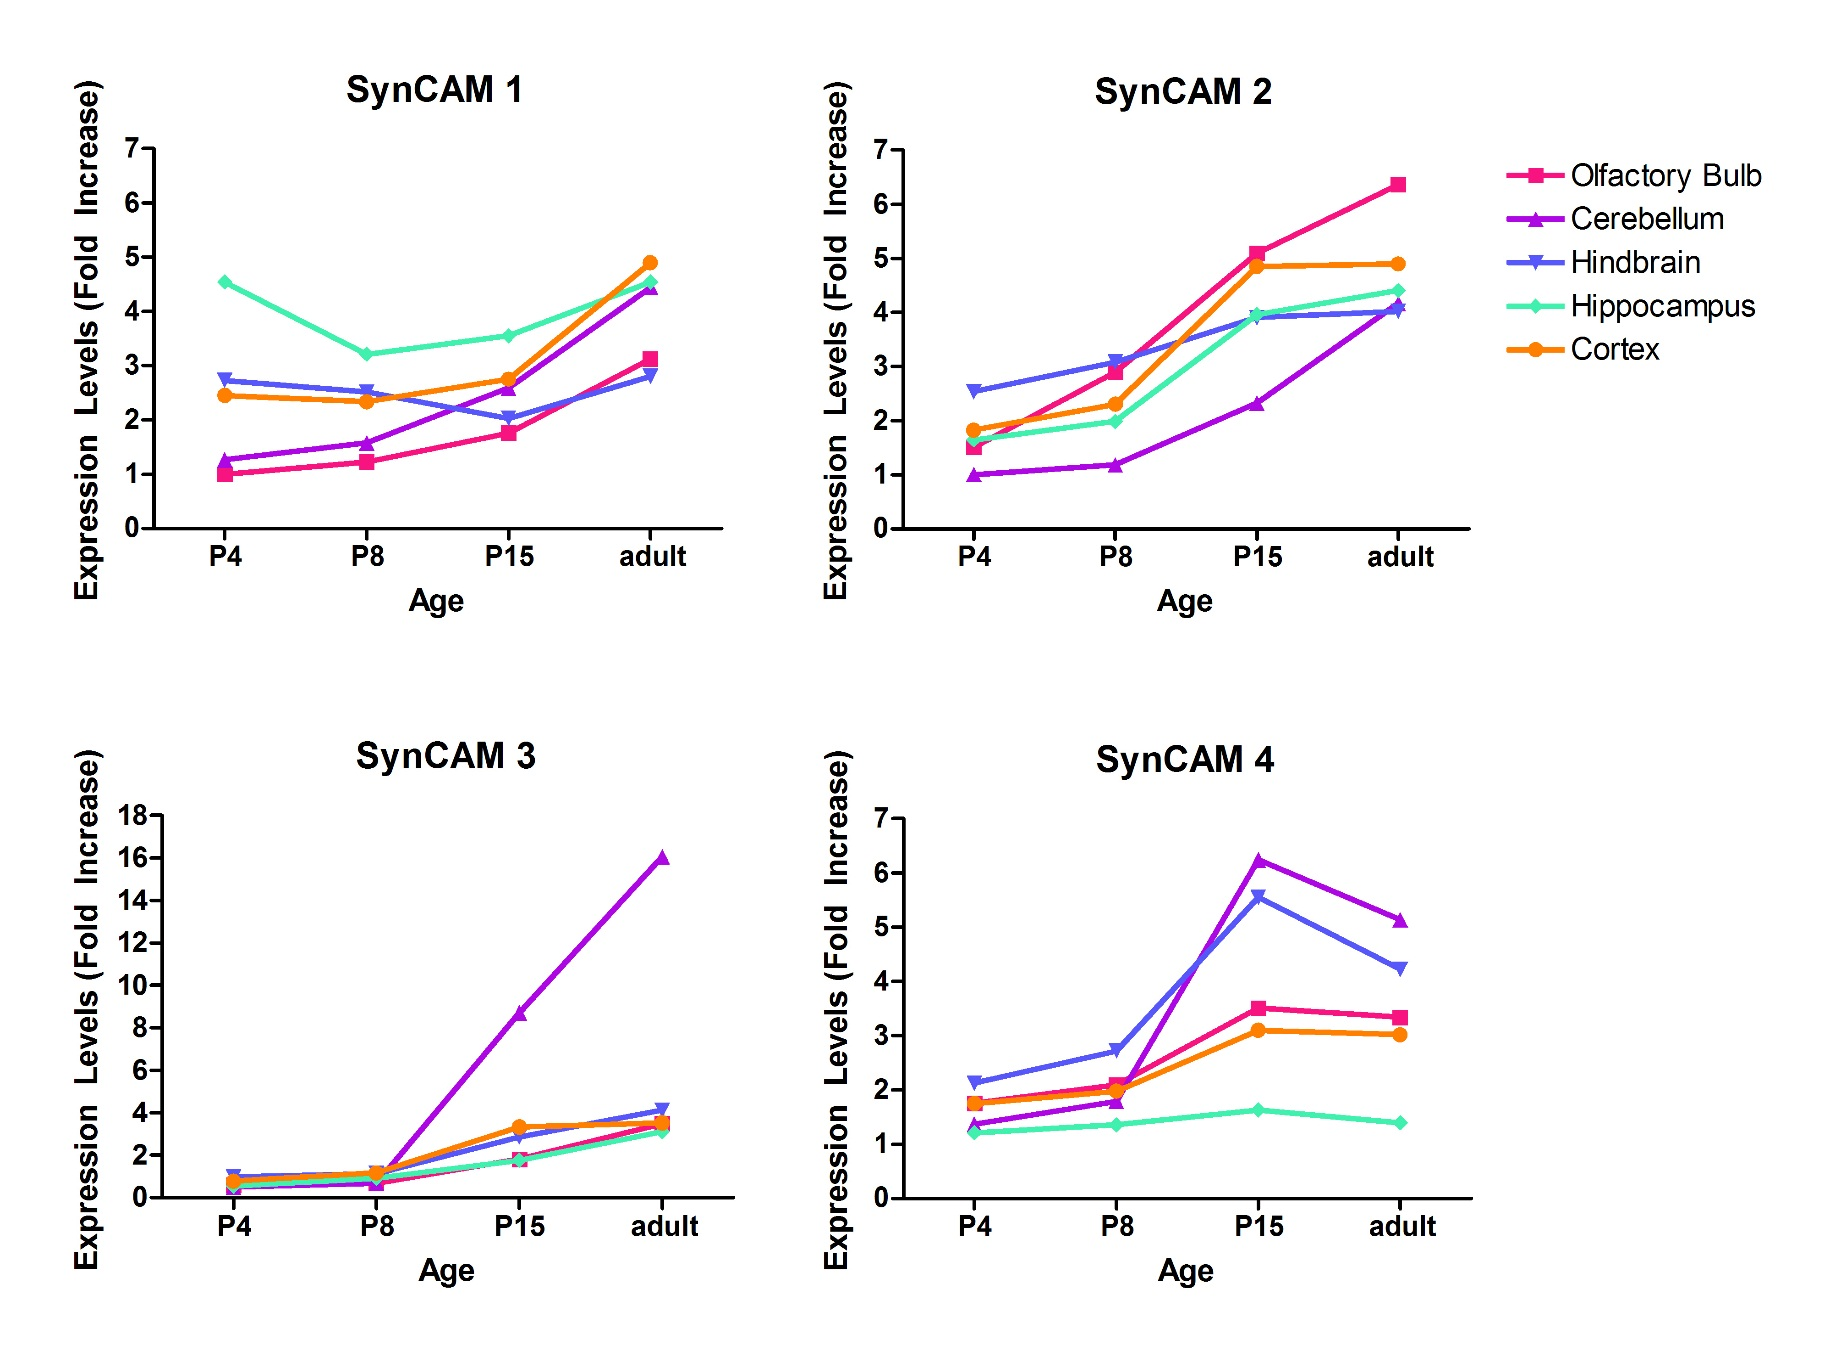 SynCAM 1
Expression Levels (Fold Increase)
7
6
5
4
3
2
1
0
P4 P8 P15 adult
Age
SynCAM 2
Expression Levels (Fold Increase)
7
6
5
4
3
2
1
0
P4 P8 P15 adult
Age
Olfactory Bulb
Cerebellum
Hindbrain
Hippocampus
Cortex
SynCAM 3
Expression Levels (Fold Increase)
18
16
14
12
10
8
6
4
2
0
P4 P8 P15 adult
Age
SynCAM 4
Expression Levels (Fold Increase)
7
6
5
4
3
2
1
0
P4 P8 P15 adult
Age